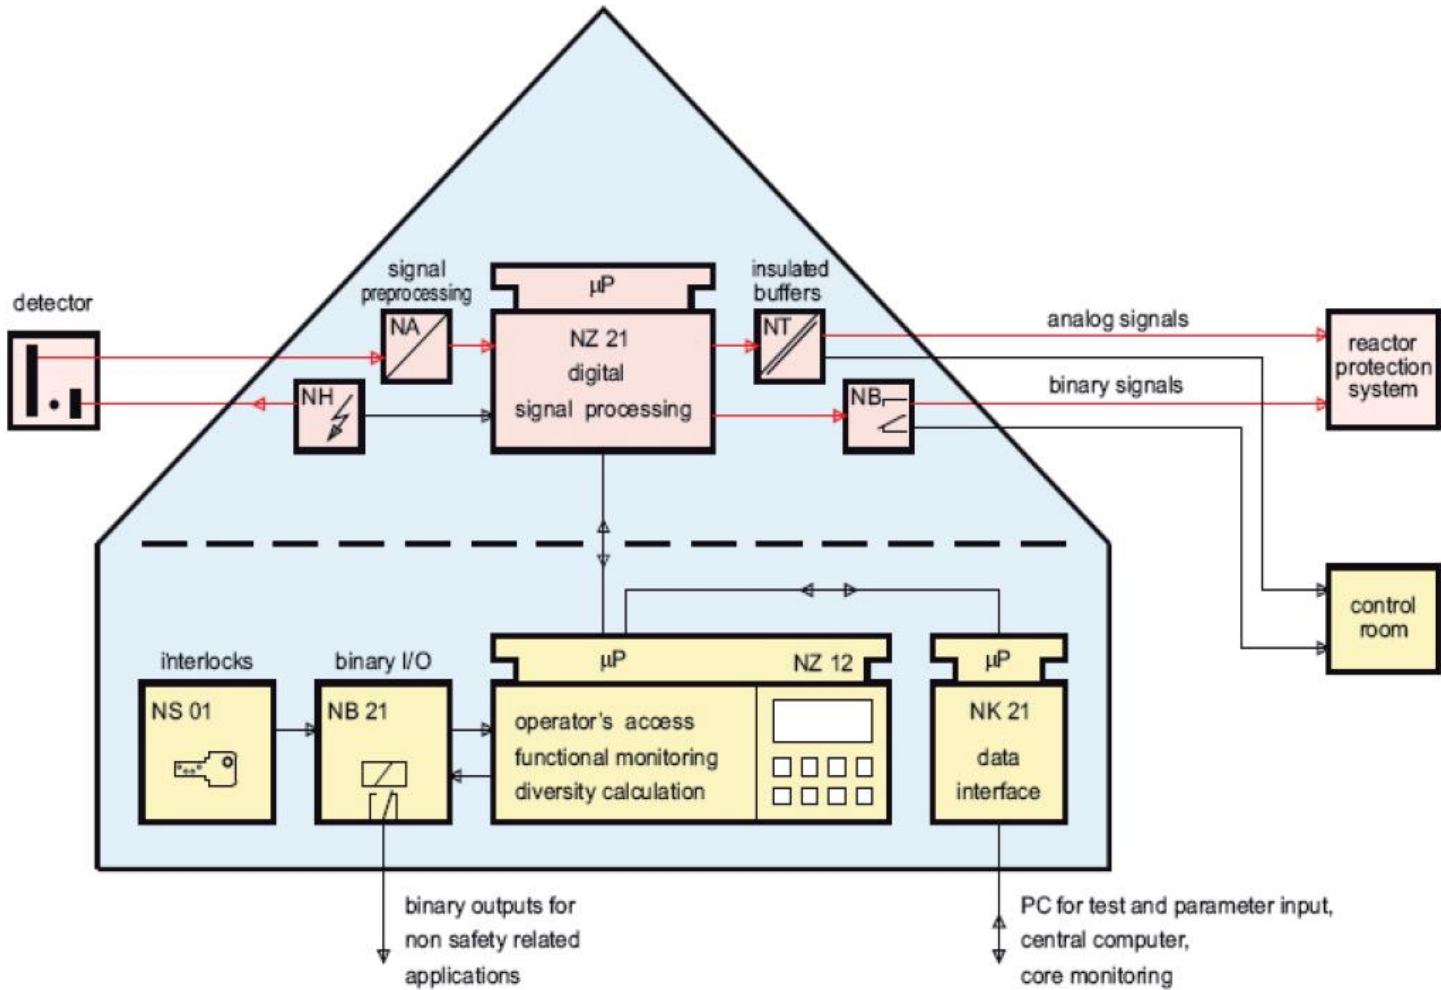 detector
signal
preprocessing
NA
NH
µP
NZ 21
digital
signal processing
insulated
buffers
NT
NB
analog signals
binary signals
reactor
protection
system
control
room
interlocks
NS 01
binary I/O
NB 21
µP
NZ 12
operator's access
functional monitoring
diversity calculation
µP
NK 21
data
interface
binary outputs for
non safety related
applications
PC for test and parameter input,
central computer,
core monitoring